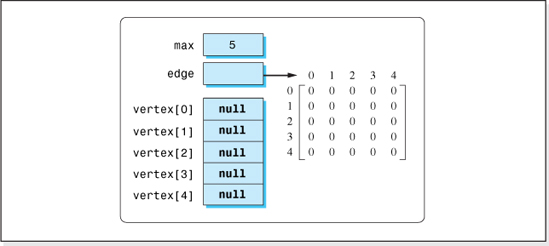 max 5
edge
0 1 2 3 4
0 0 0 0 0 0
1 0 0 0 0 0
2 0 0 0 0 0
3 0 0 0 0 0
4 0 0 0 0 0
vertex[0] null
vertex[1] null
vertex[2] null
vertex[3] null
vertex[4] null